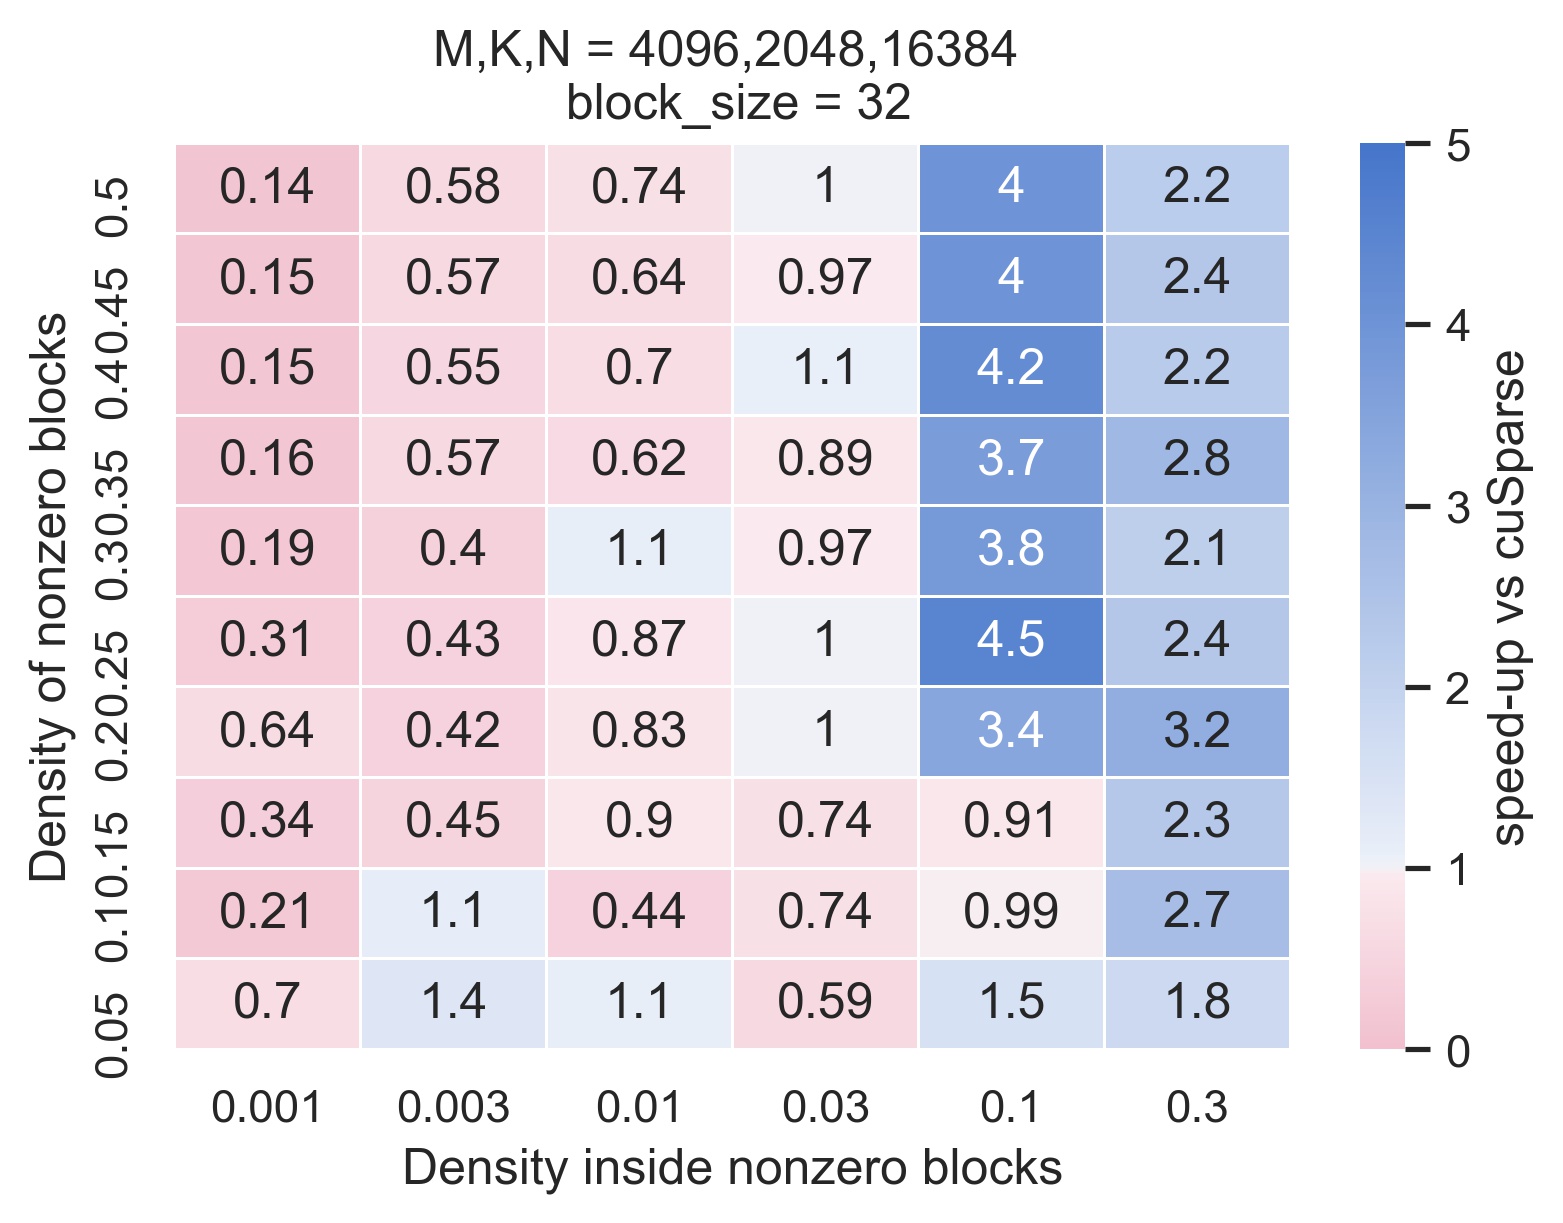 M,K,N = 4096,2048,16384
block_size = 32
Density of nonzero blocks
0.5 0.14 0.58 0.74 1 4 2.2
0.45 0.15 0.57 0.64 0.97 4 2.4
0.4 0.15 0.55 0.7 1.1 4.2 2.2
0.35 0.16 0.57 0.62 0.89 3.7 2.8
0.3 0.19 0.4 1.1 0.97 3.8 2.1
0.25 0.31 0.43 0.87 1 4.5 2.4
0.2 0.64 0.42 0.83 1 3.4 3.2
0.15 0.34 0.45 0.9 0.74 0.91 2.3
0.1 0.21 1.1 0.44 0.74 0.99 2.7
0.05 0.7 1.4 1.1 0.59 1.5 1.8
0.001 0.003 0.01 0.03 0.1 0.3
Density inside nonzero blocks
5
4
3
2
1
0
speed-up vs cuSparse